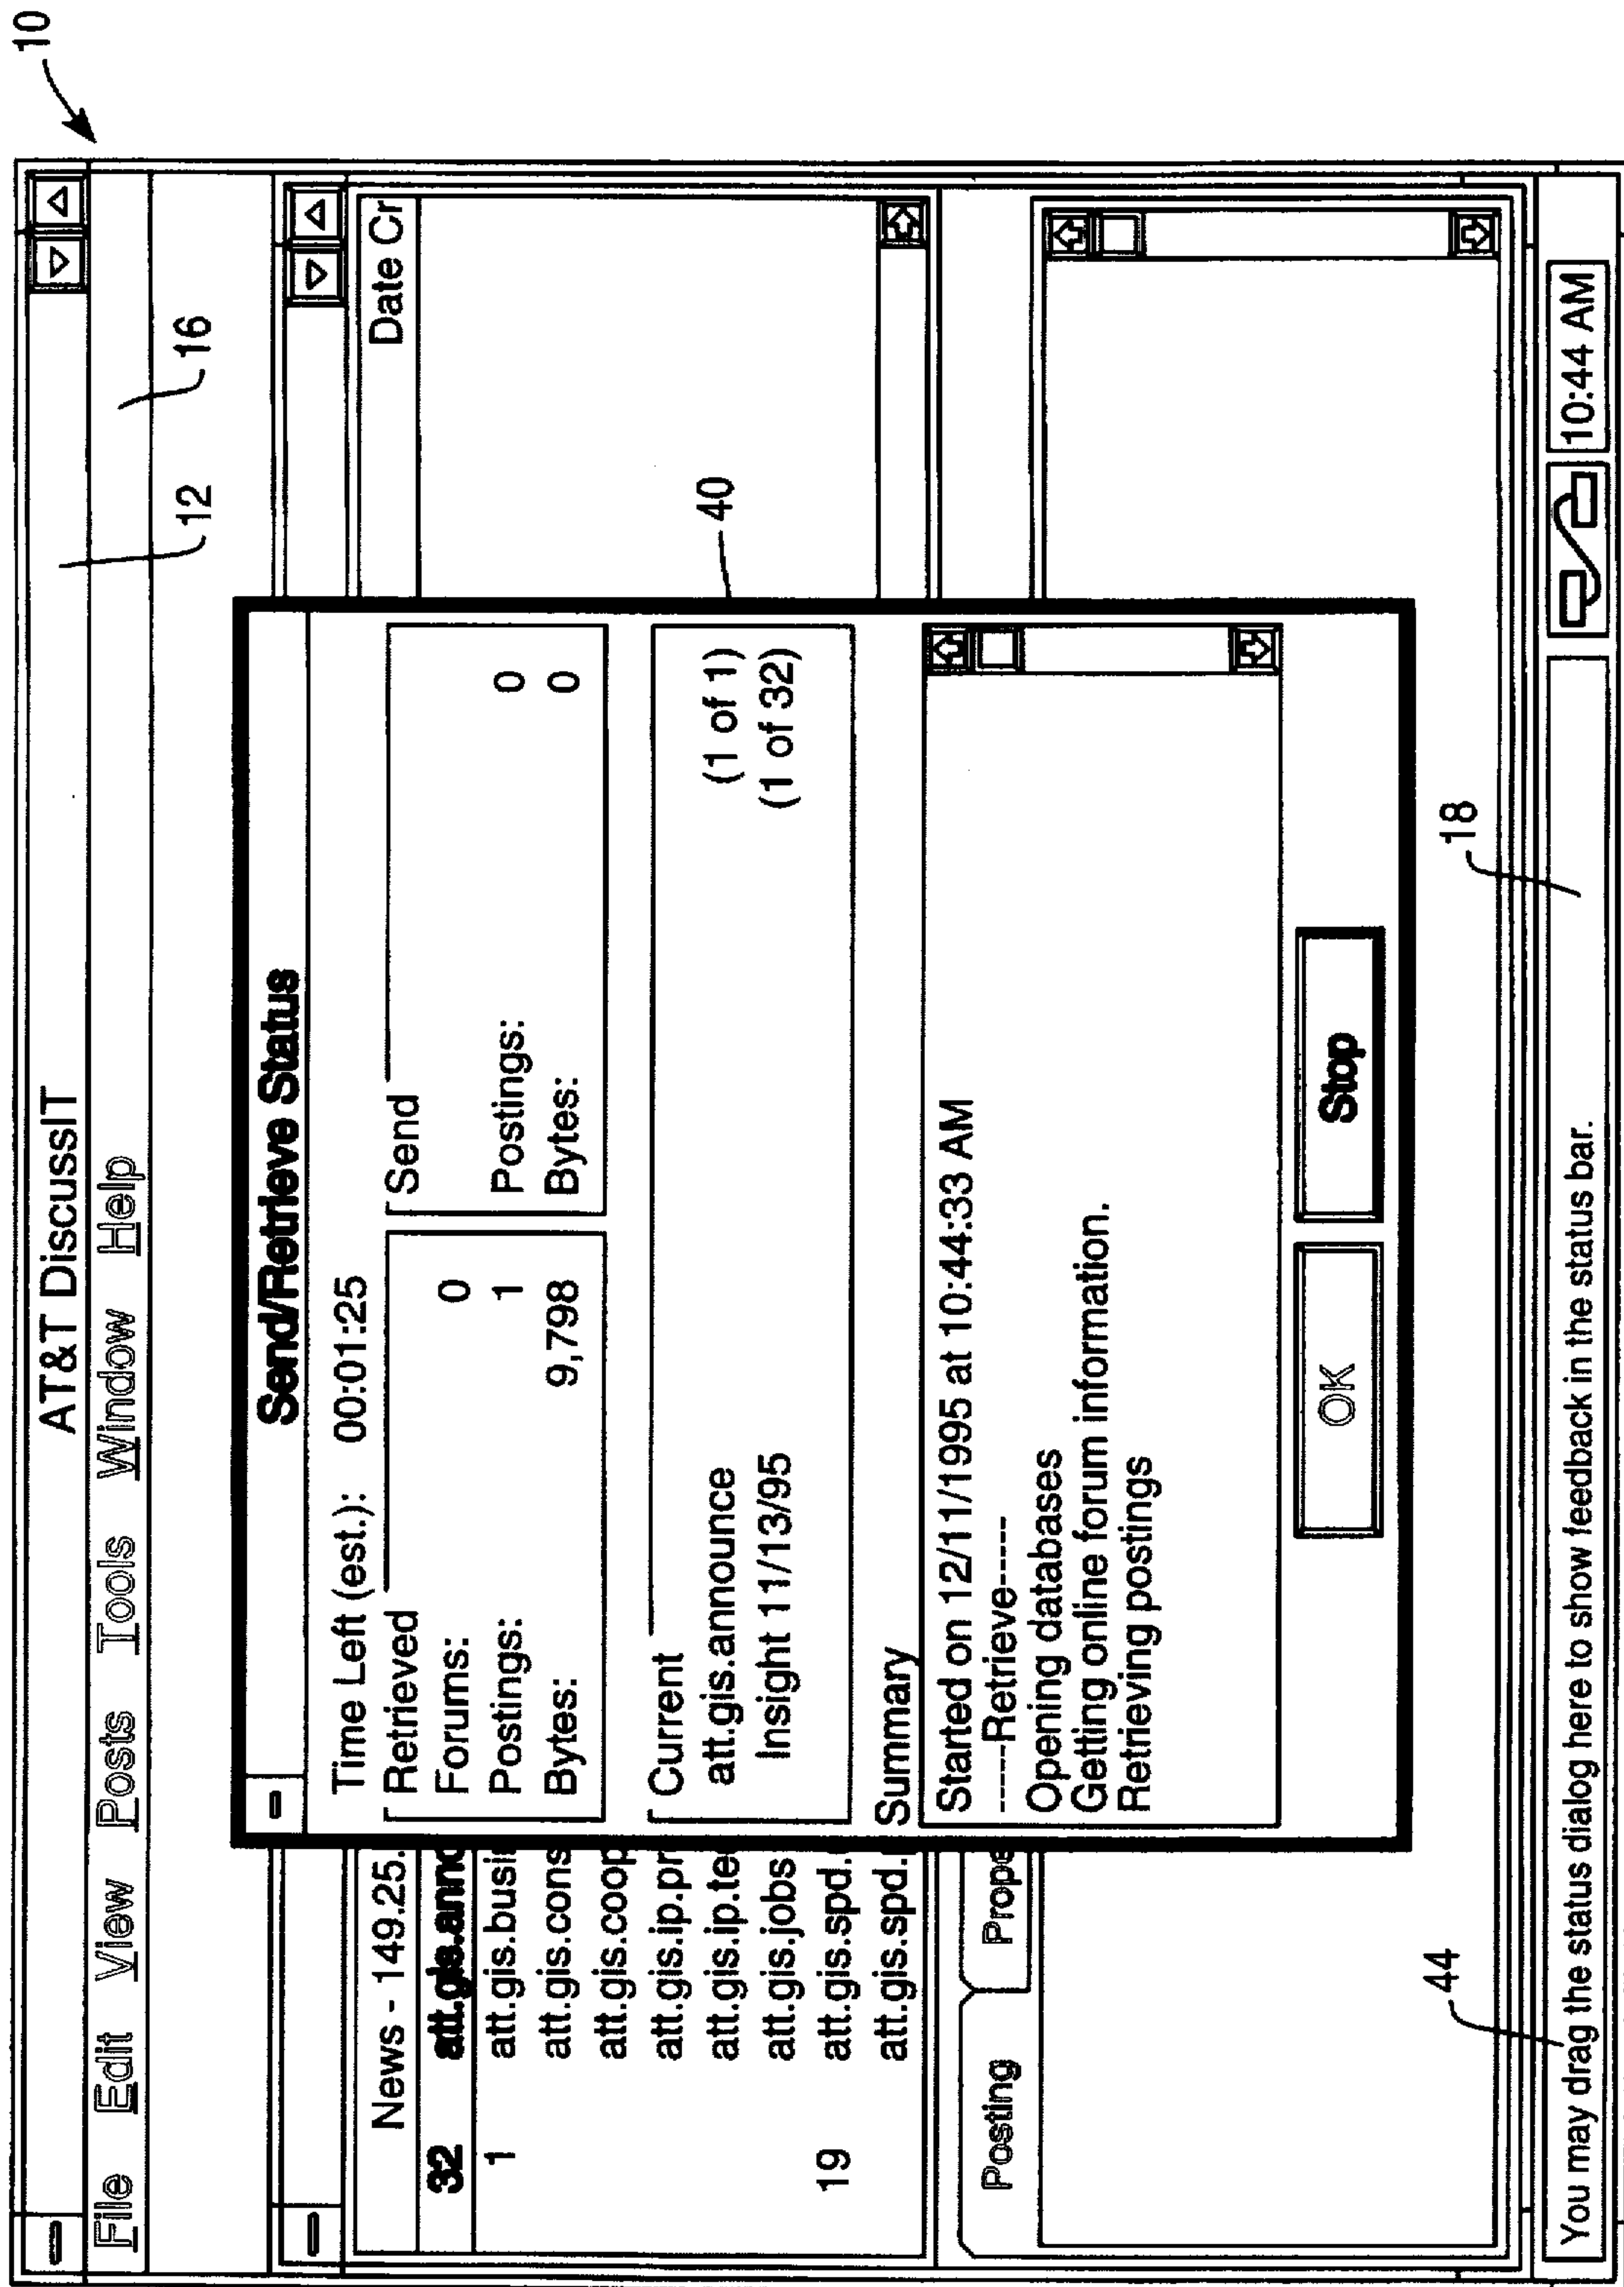 10
AT&T DiscussIT
File Edit View Posts Tools Window Help
12
16
Send/Retrieve Status
Time Left (est.): 00:01:25
Retrieved
Forums: 0
Postings: 1
Bytes: 9,798
Send
Postings: 0
Bytes: 0
Current
att.gis.announce (1 of 1)
Insight 11/13/95 (1 of 32)
40
Summary
Started on 12/11/1995 at 10:44:33 AM
-----Retrieve-----
Opening databases
Getting online forum information.
Retrieving postings
OK Stop
News - 149.25. Date Cr
32 att.gis.anno
1 att.gis.busi
att.gis.cons
att.gis.coop
att.gis.ip.pr
att.gis.ip.te
att.gis.jobs
19 att.gis.spd.
att.gis.spd.
Posting Prope
44
18
You may drag the status dialog here to show feedback in the status bar. 10:44 AM